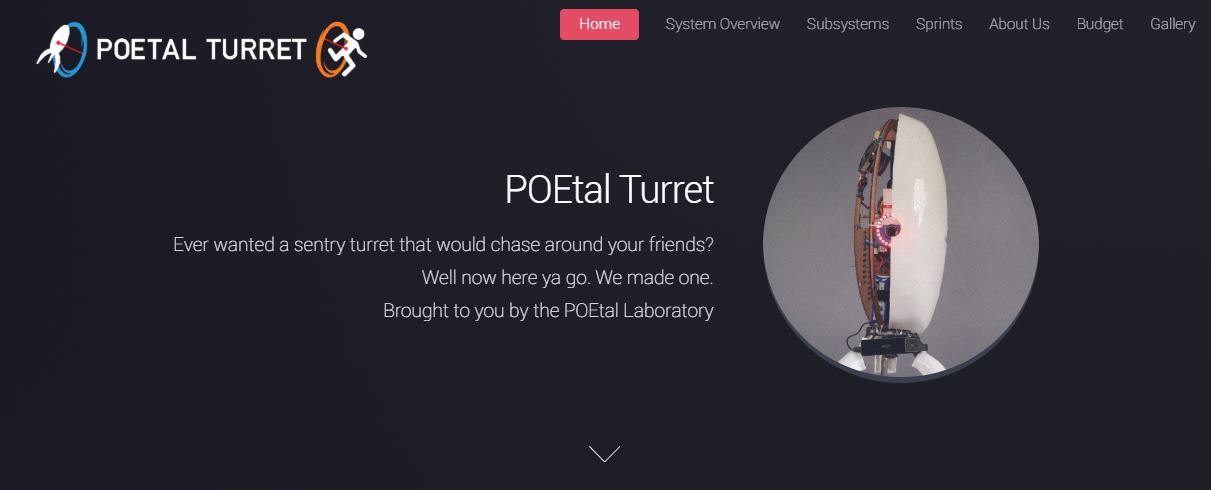 POETAL TURRET
Home
System Overview
Subsystems
Sprints
About Us
Budget
Gallery
POEtal Turret
Ever wanted a sentry turret that would chase around your friends?
Well now here ya go. We made one.
Brought to you by the POEtal Laboratory